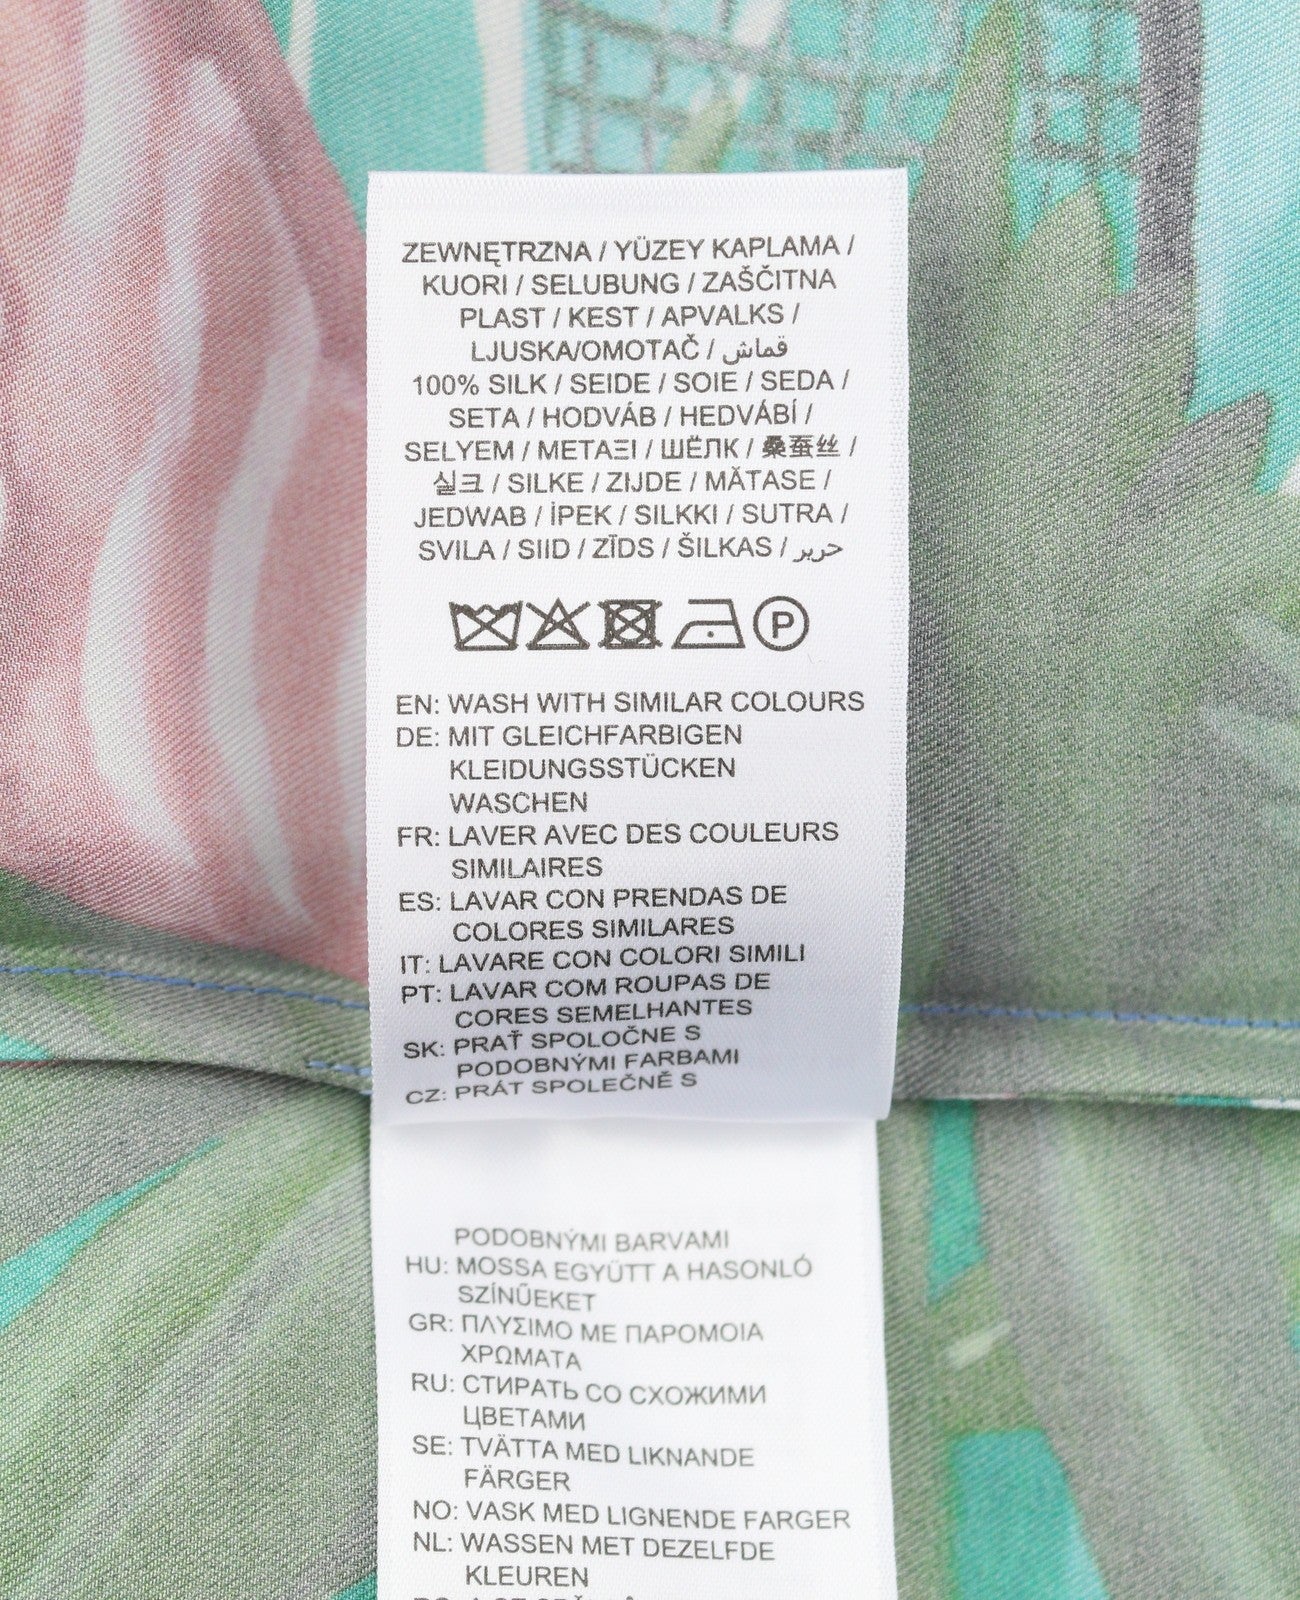 ZEWNĘTRZNA / YÜZEY KAPLAMA /
KUORI / SELUBUNG / ZAŠČITNA
PLAST / KEST / APVALKS /
LJUSKA/OMOTAČ / قماش
100% SILK / SEIDE / SOIE / SEDA /
SETA / HODVÁB / HEDVÁBÍ /
SELYEM / ΜΕΤΑΞΙ / ШЁЛК / 桑蚕丝 /
실크 / SILKE / ZIJDE / MĂTASE /
JEDWAB / İPEK / SILKKI / SUTRA /
SVILA / SIID / ZĪDS / ŠILKAS / حرير
P
EN: WASH WITH SIMILAR COLOURS
DE: MIT GLEICHFARBIGEN
KLEIDUNGSSTÜCKEN
WASCHEN
FR: LAVER AVEC DES COULEURS
SIMILAIRES
ES: LAVAR CON PRENDAS DE
COLORES SIMILARES
IT: LAVARE CON COLORI SIMILI
PT: LAVAR COM ROUPAS DE
CORES SEMELHANTES
SK: PRAŤ SPOLOČNE S
PODOBNÝMI FARBAMI
CZ: PRÁT SPOLEČNĚ S
PODOBNÝMI BARVAMI
HU: MOSSA EGYÜTT A HASONLÓ
SZÍNŰEKET
GR: ΠΛΥΣΙΜΟ ΜΕ ΠΑΡΟΜΟΙΑ
ΧΡΩΜΑΤΑ
RU: СТИРАТЬ СО СХОЖИМИ
ЦВЕТАМИ
SE: TVÄTTA MED LIKNANDE
FÄRGER
NO: VASK MED LIGNENDE FARGER
NL: WASSEN MET DEZELFDE
KLEUREN